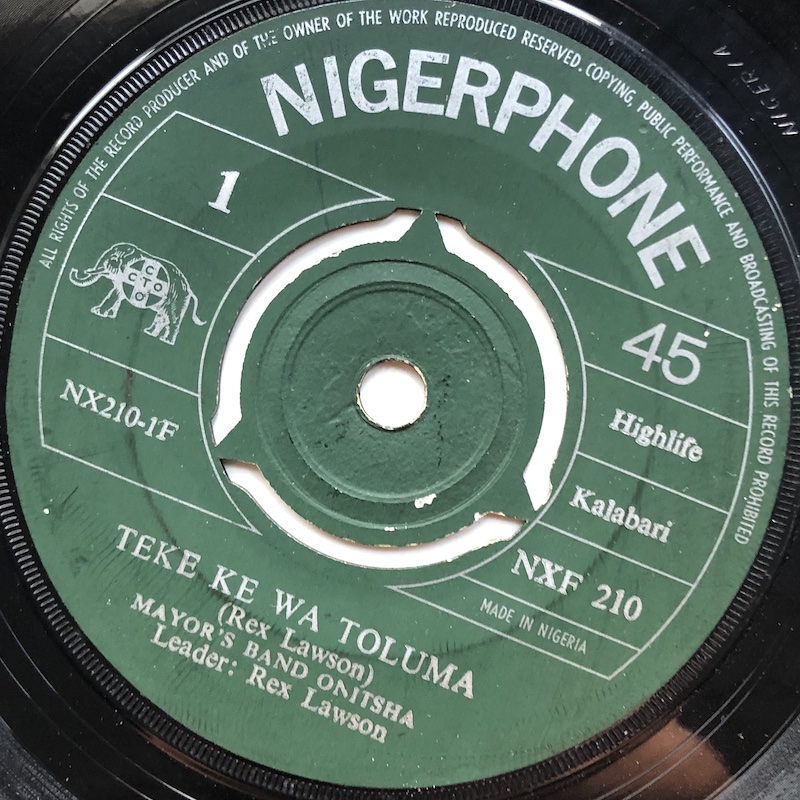 ALL RIGHTS OF THE RECORD PRODUCER AND OF THE OWNER OF THE WORK REPRODUCED RESERVED. COPYING, PUBLIC PERFORMANCE AND BROADCASTING OF THIS RECORD PROHIBITED
NIGERPHONE
NIGERIA
1
C
C T O
O
NX210-1F
45
Highlife
Kalabari
NXF 210
MADE IN NIGERIA
TEKE KE WA TOLUMA
(Rex Lawson)
MAYOR'S BAND ONITSHA
Leader: Rex Lawson